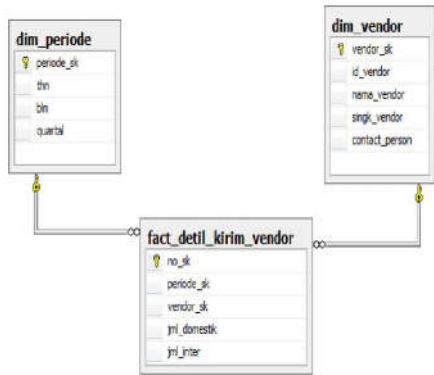 dim_periode
periode_sk
thn
bln
quartal
dim_vendor
vendor_sk
id_vendor
nama_vendor
singk_vendor
contact_person
fact_detil_kirim_vendor
no_sk
periode_sk
vendor_sk
jml_domestik
jml_inter